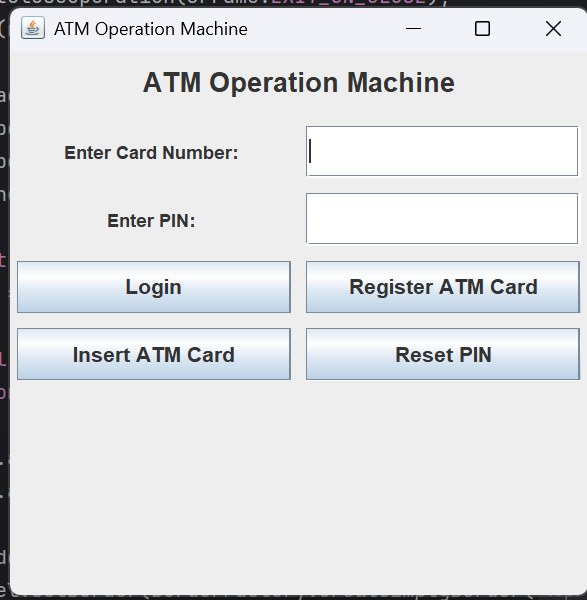 ATM Operation Machine
ATM Operation Machine
Enter Card Number:
Enter PIN:
Login
Register ATM Card
Insert ATM Card
Reset PIN